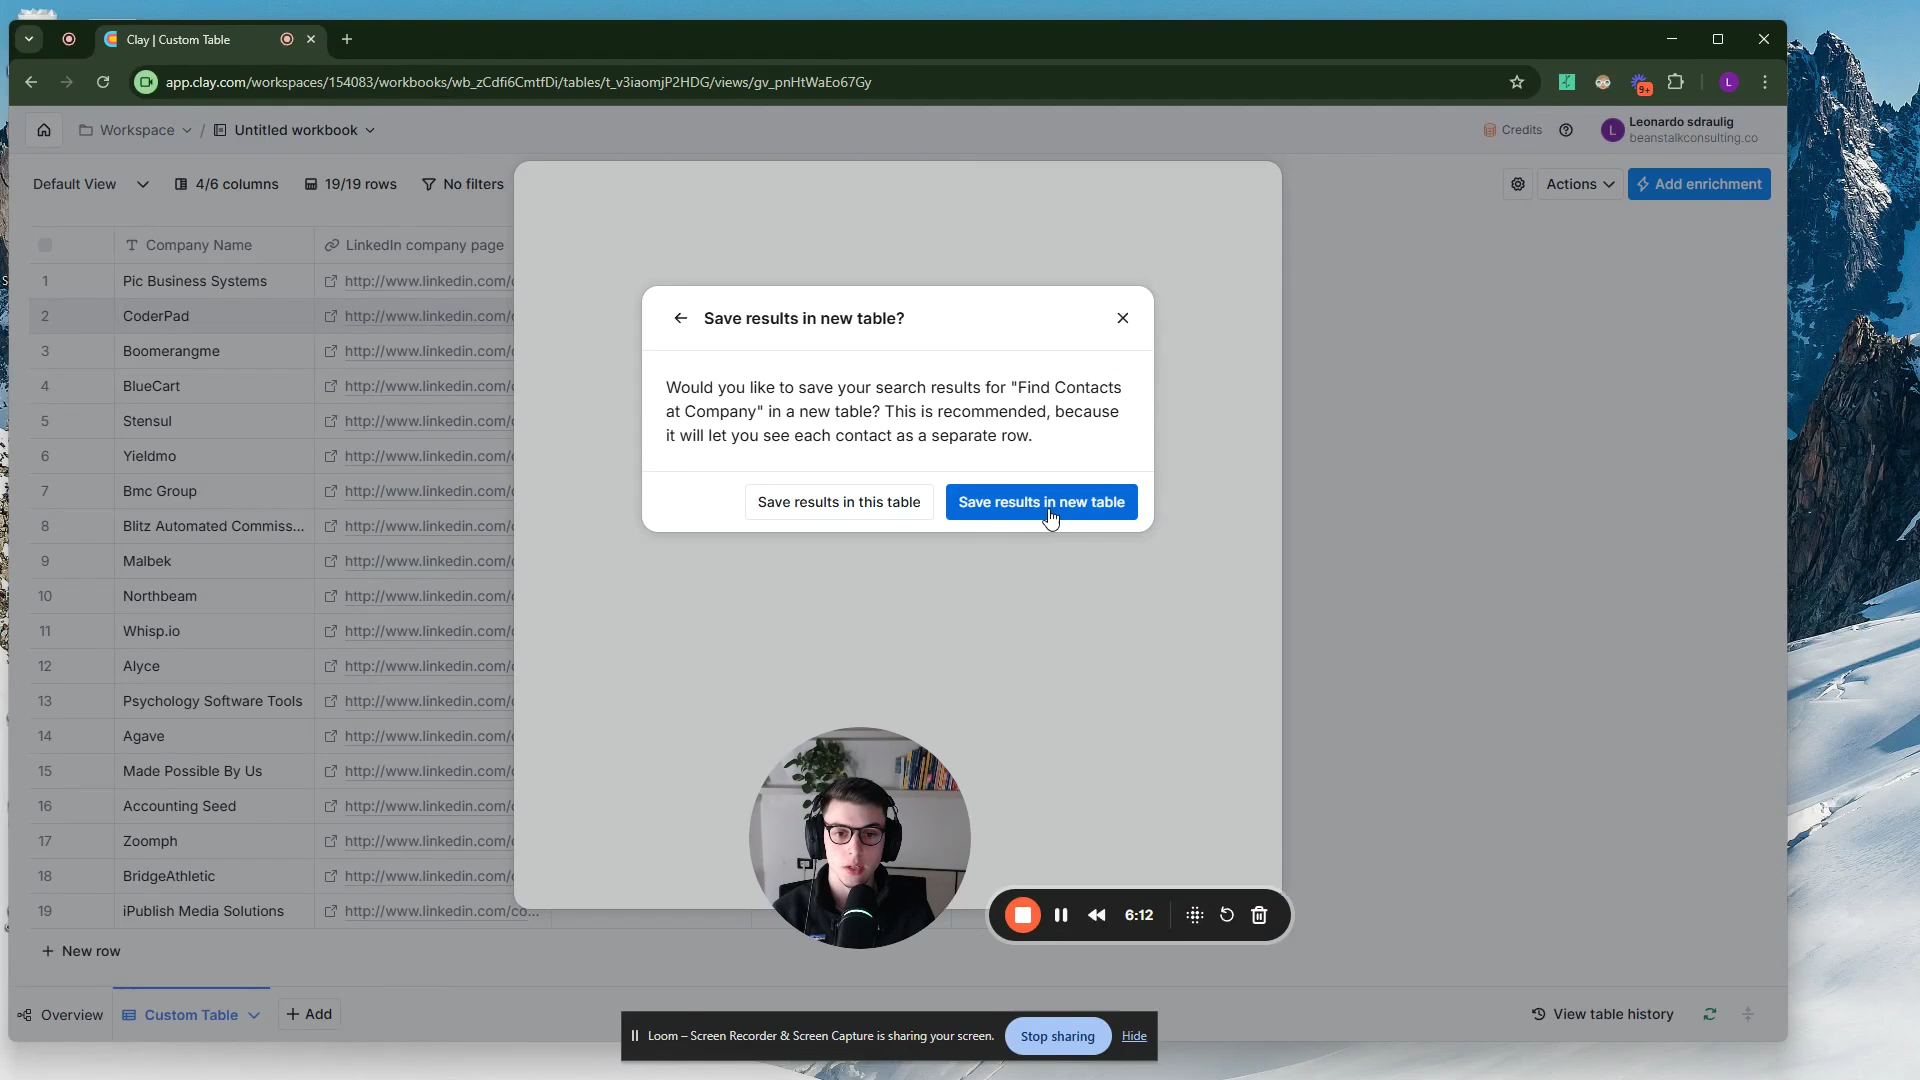 Clay | Custom Table
app.clay.com/workspaces/154083/workbooks/wb_zCdfi6CmtfDi/tables/t_v3iaomjP2HDG/views/gv_pnHtWaEo67Gy
9+
L
Workspace / Untitled workbook
Credits
L
Leonardo sdraulig
beanstalkconsulting.co
Default View
4/6 columns
19/19 rows
No filters
Actions
Add enrichment
Company Name
LinkedIn company page
1 Pic Business Systems http://www.linkedin.com/
2 CoderPad http://www.linkedin.com/
3 Boomerangme http://www.linkedin.com/
4 BlueCart http://www.linkedin.com/
5 Stensul http://www.linkedin.com/
6 Yieldmo http://www.linkedin.com/
7 Bmc Group http://www.linkedin.com/
8 Blitz Automated Commiss... http://www.linkedin.com/
9 Malbek http://www.linkedin.com/
10 Northbeam http://www.linkedin.com/
11 Whisp.io http://www.linkedin.com/
12 Alyce http://www.linkedin.com/
13 Psychology Software Tools http://www.linkedin.com/
14 Agave http://www.linkedin.com/
15 Made Possible By Us http://www.linkedin.com/
16 Accounting Seed http://www.linkedin.com/
17 Zoomph http://www.linkedin.com/
18 BridgeAthletic http://www.linkedin.com/
19 iPublish Media Solutions http://www.linkedin.com/co...
New row
Save results in new table?
Would you like to save your search results for "Find Contacts
at Company" in a new table? This is recommended, because
it will let you see each contact as a separate row.
Save results in this table
Save results in new table
6:12
Overview
Custom Table
Add
View table history
Loom – Screen Recorder & Screen Capture is sharing your screen.
Stop sharing
Hide